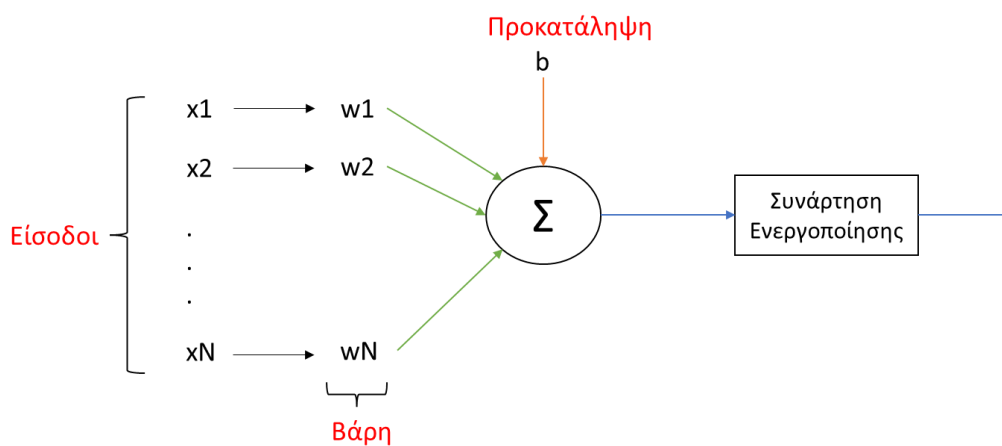 Προκατάληψη
b
x1 w1
x2 w2
Είσοδοι
.
.
.
Σ
Συνάρτηση
Ενεργοποίησης
xN wN
Βάρη